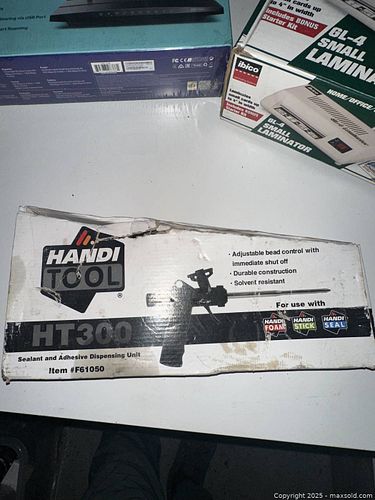 ibico
Includes BONUS
Starter Kit
GL-4
SMALL
HOME/OFFICE
GL-4
SMALL
LAMINATOR
HANDI
TOOL
®
• Adjustable bead control with
immediate shut off
• Durable construction
• Solvent resistant
For use with
HANDI FOAM
HANDI STICK
HANDI SEAL
HT300
Sealant and Adhesive Dispensing Unit
Item #F61050
Copyright 2025 - maxsold.com